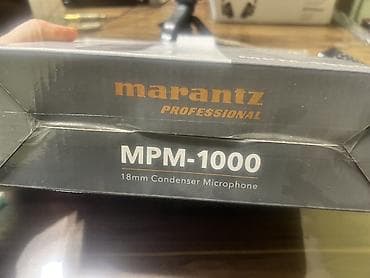 marantz
PROFESSIONAL
MPM-1000
18mm Condenser Microphone